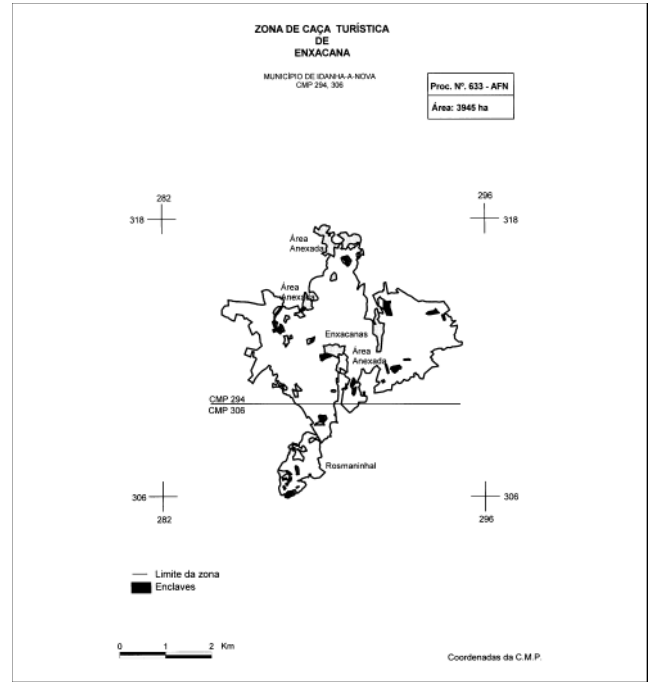 ZONA DE CAÇA TURÍSTICA
DE
ENXACANA
MUNICÍPIO DE IDANHA-A-NOVA
CMP 294, 306
Proc. Nº. 633 - AFN
Área: 3945 ha
282
296
318
318
Área
Anexada
Área
Anexada
Enxacanas
Área
Anexada
CMP 294
CMP 306
Rosmaninhal
306
306
282
296
Limite da zona
Enclaves
0 1 2 Km
Coordenadas da C.M.P.